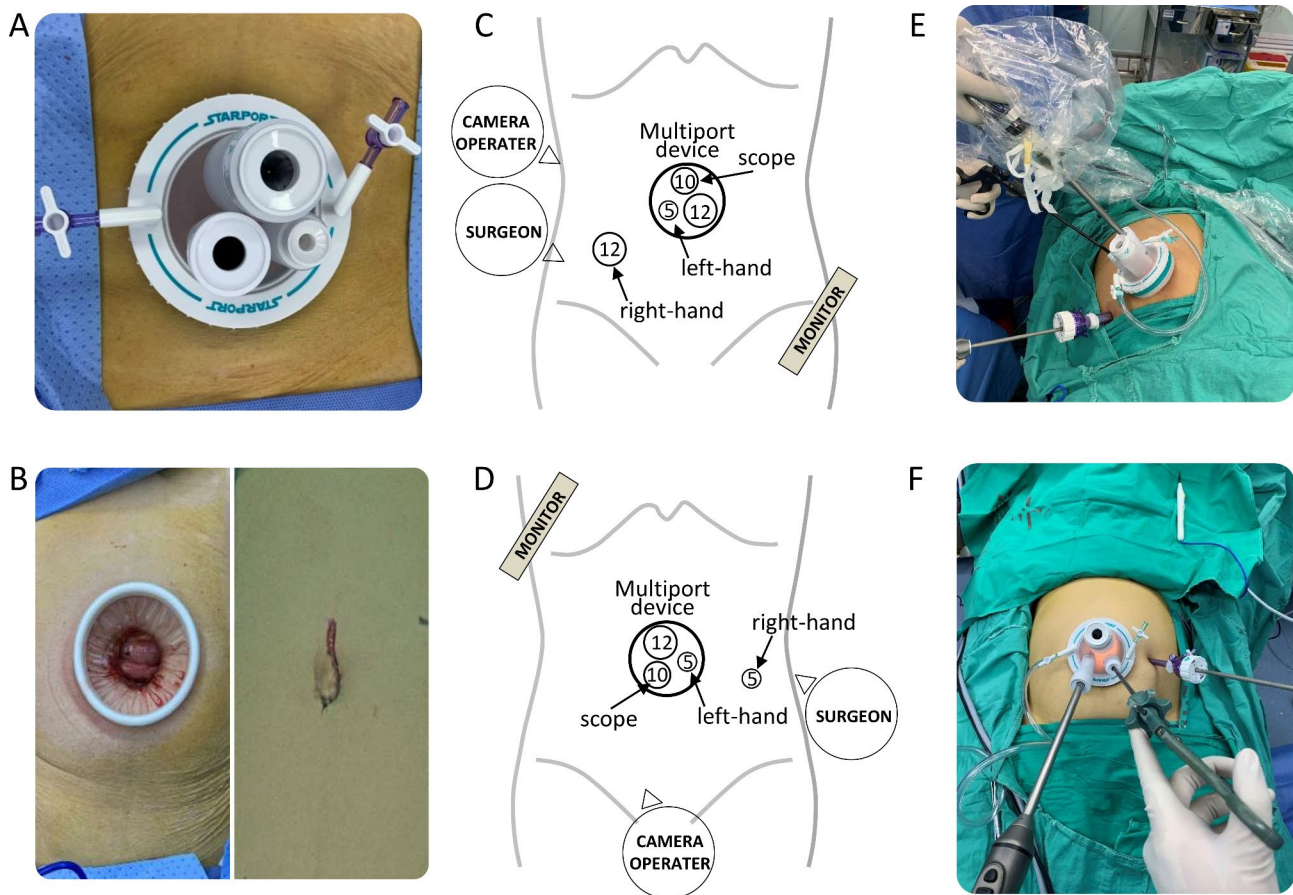 A
STARPORT
STARPORT
B
C
CAMERA
OPERATER
SURGEON
Multiport
device
scope
10
5
12
12
left-hand
right-hand
MONITOR
D
MONITOR
Multiport
device
right-hand
12
5
10
5
scope
left-hand
SURGEON
CAMERA
OPERATER
E
F